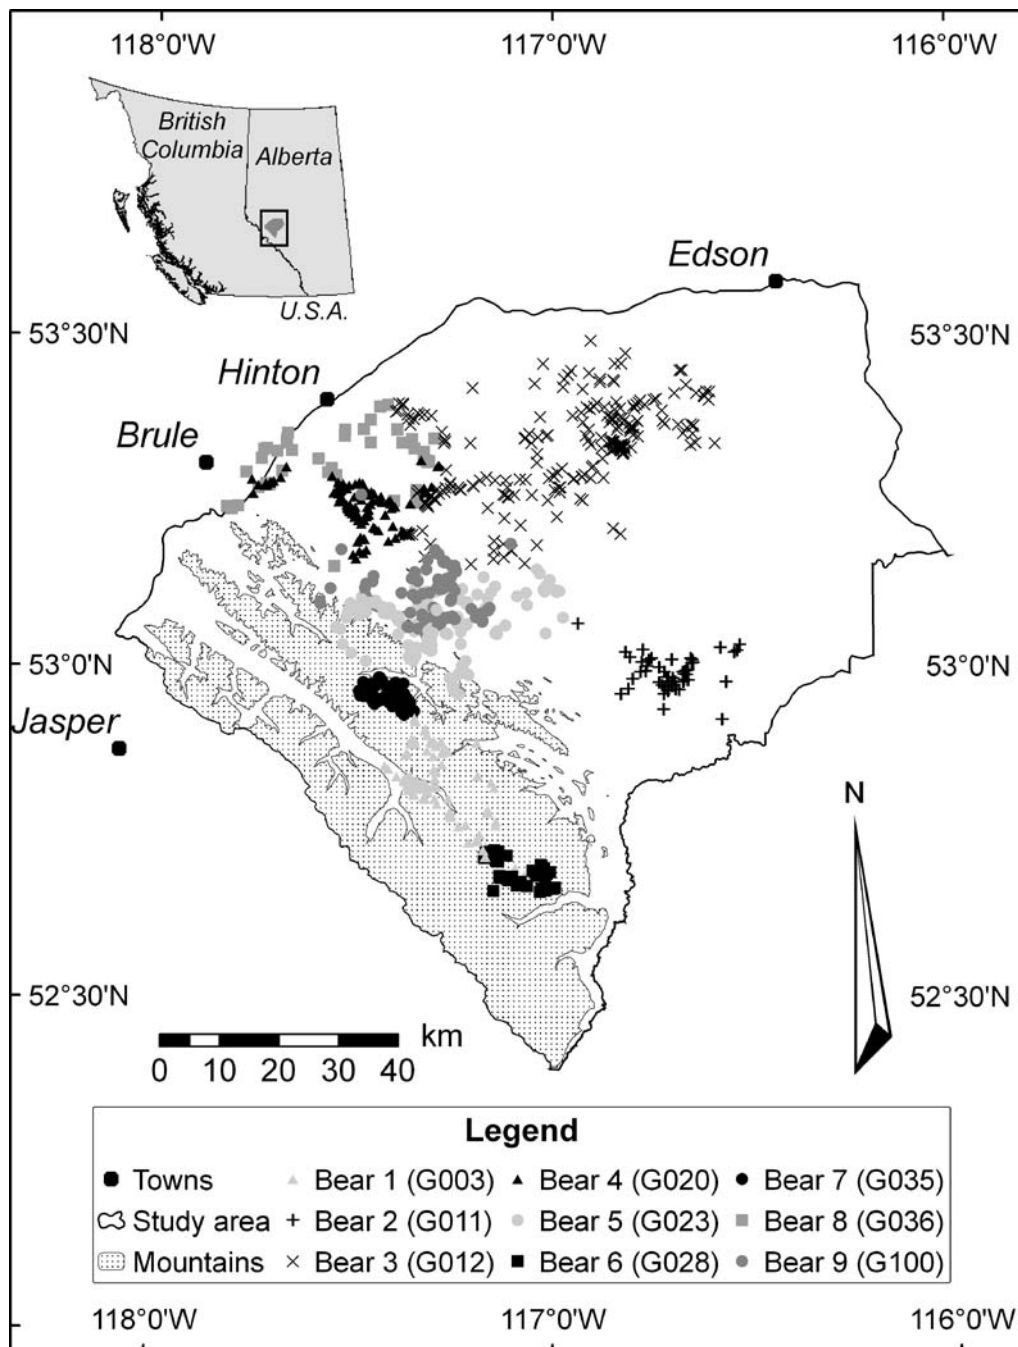 118°0'W 117°0'W 116°0'W
British
Columbia
Alberta
U.S.A.
Edson
53°30'N 53°30'N
Hinton
Brule
53°0'N 53°0'N
Jasper
N
52°30'N 52°30'N
km
0 10 20 30 40
Legend
Towns Bear 1 (G003) Bear 4 (G020) Bear 7 (G035)
Study area Bear 2 (G011) Bear 5 (G023) Bear 8 (G036)
Mountains Bear 3 (G012) Bear 6 (G028) Bear 9 (G100)
118°0'W 117°0'W 116°0'W